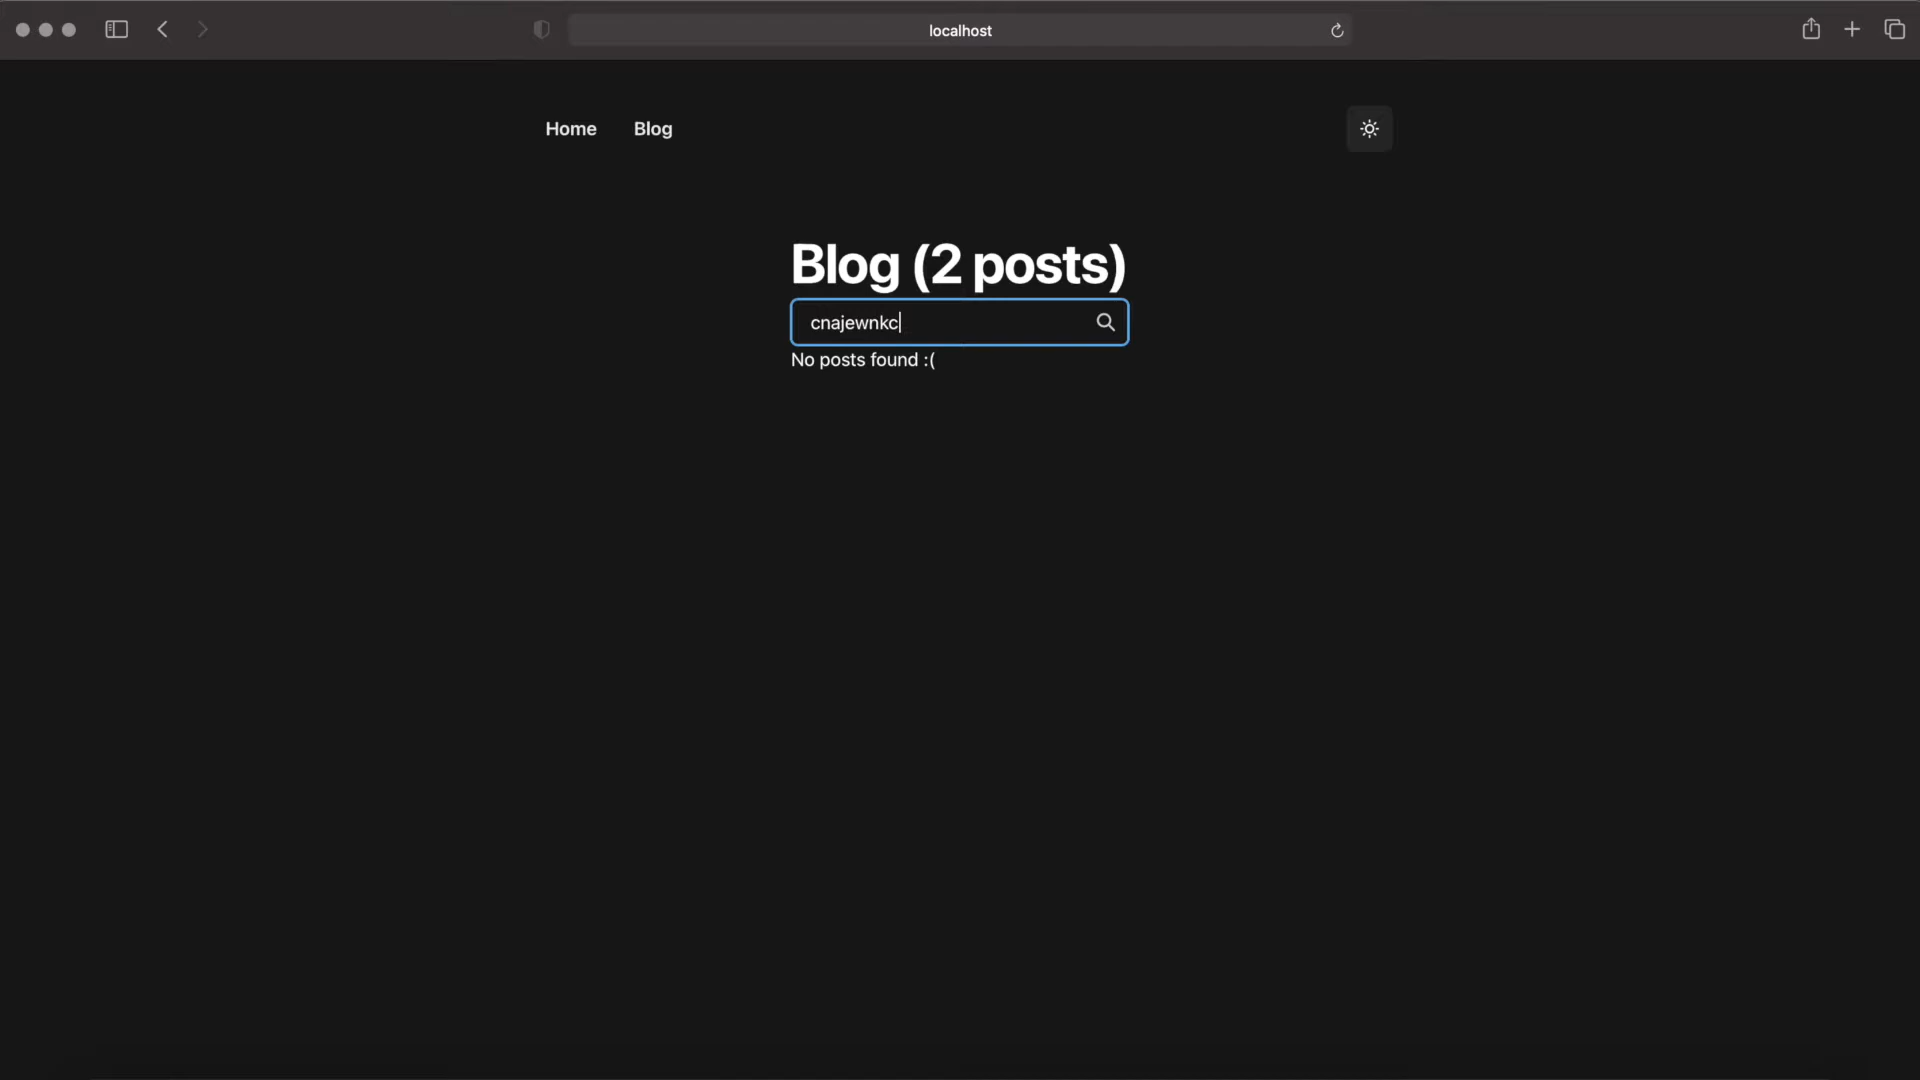 localhost
Home Blog
Blog (2 posts)
cnajewnkc
No posts found :(